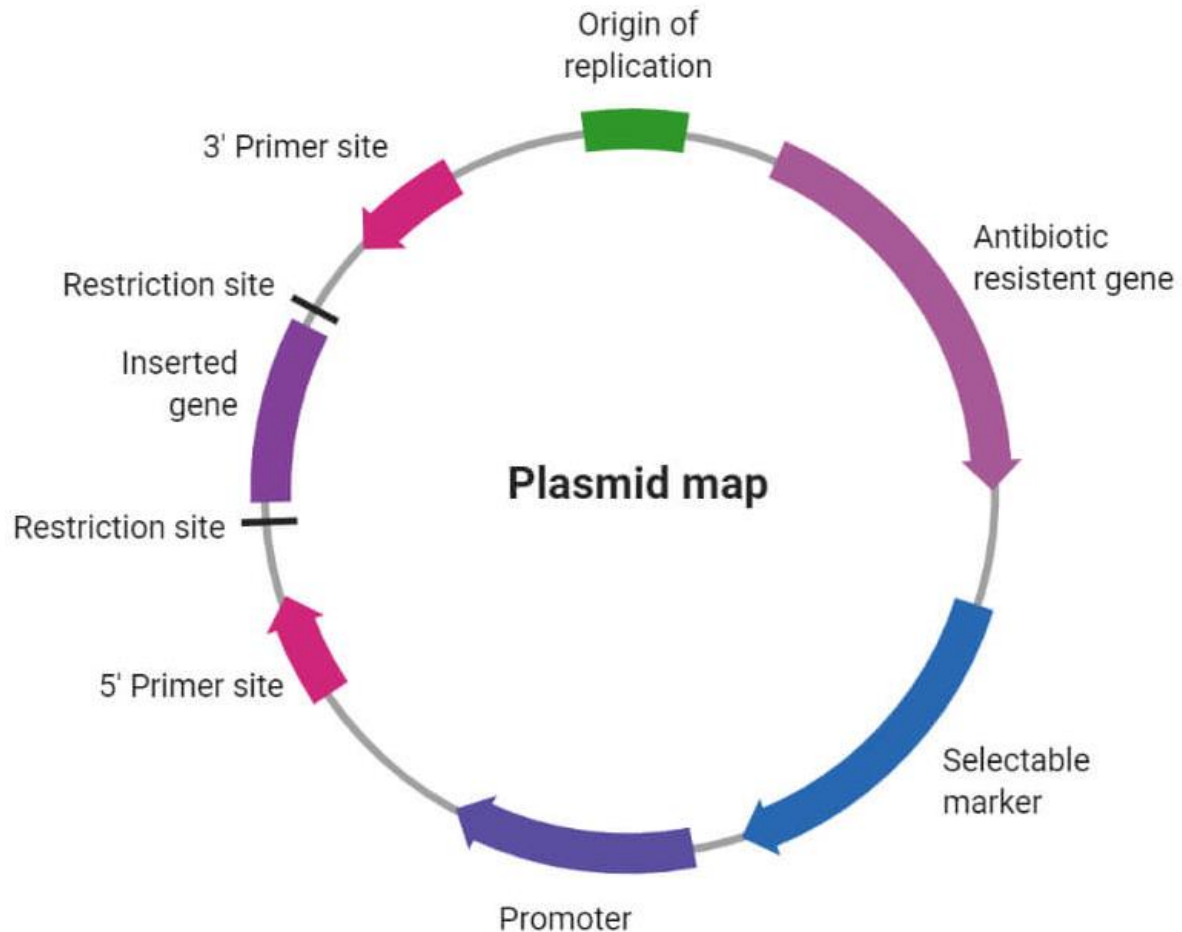 Origin of
replication
3' Primer site
Antibiotic
resistent gene
Restriction site
Inserted
gene
Plasmid map
Restriction site
5' Primer site
Selectable
marker
Promoter